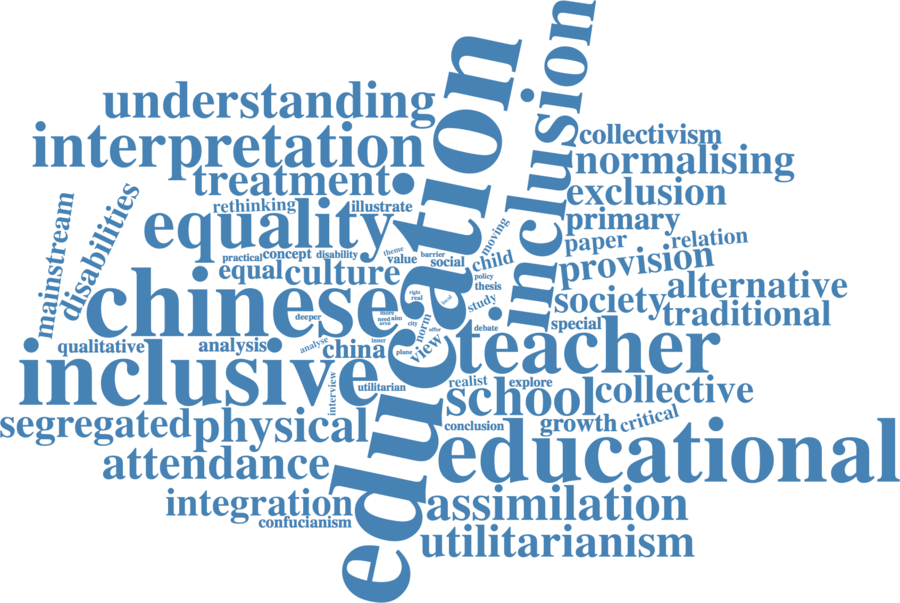 education
inclusion
understanding
interpretation
treatment
collectivism
normalising
exclusion
primary
rethinking
illustrate
equality
mainstream
disabilities
paper
relation
provision
moving
child
theme
value
barrier
social
practical
concept
disability
equal
culture
policy
thesis
chinese
right
real
local
study
society
alternative
traditional
special
debate
deeper
more
need
aim
area
city
norm
offer
view
inner
plane
qualitative
analysis
analyse
china
inclusive
teacher
interview
utilitarian
realist
explore
school
collective
segregated
physical
conclusion
growth
critical
educational
attendance
integration
confucianism
assimilation
utilitarianism